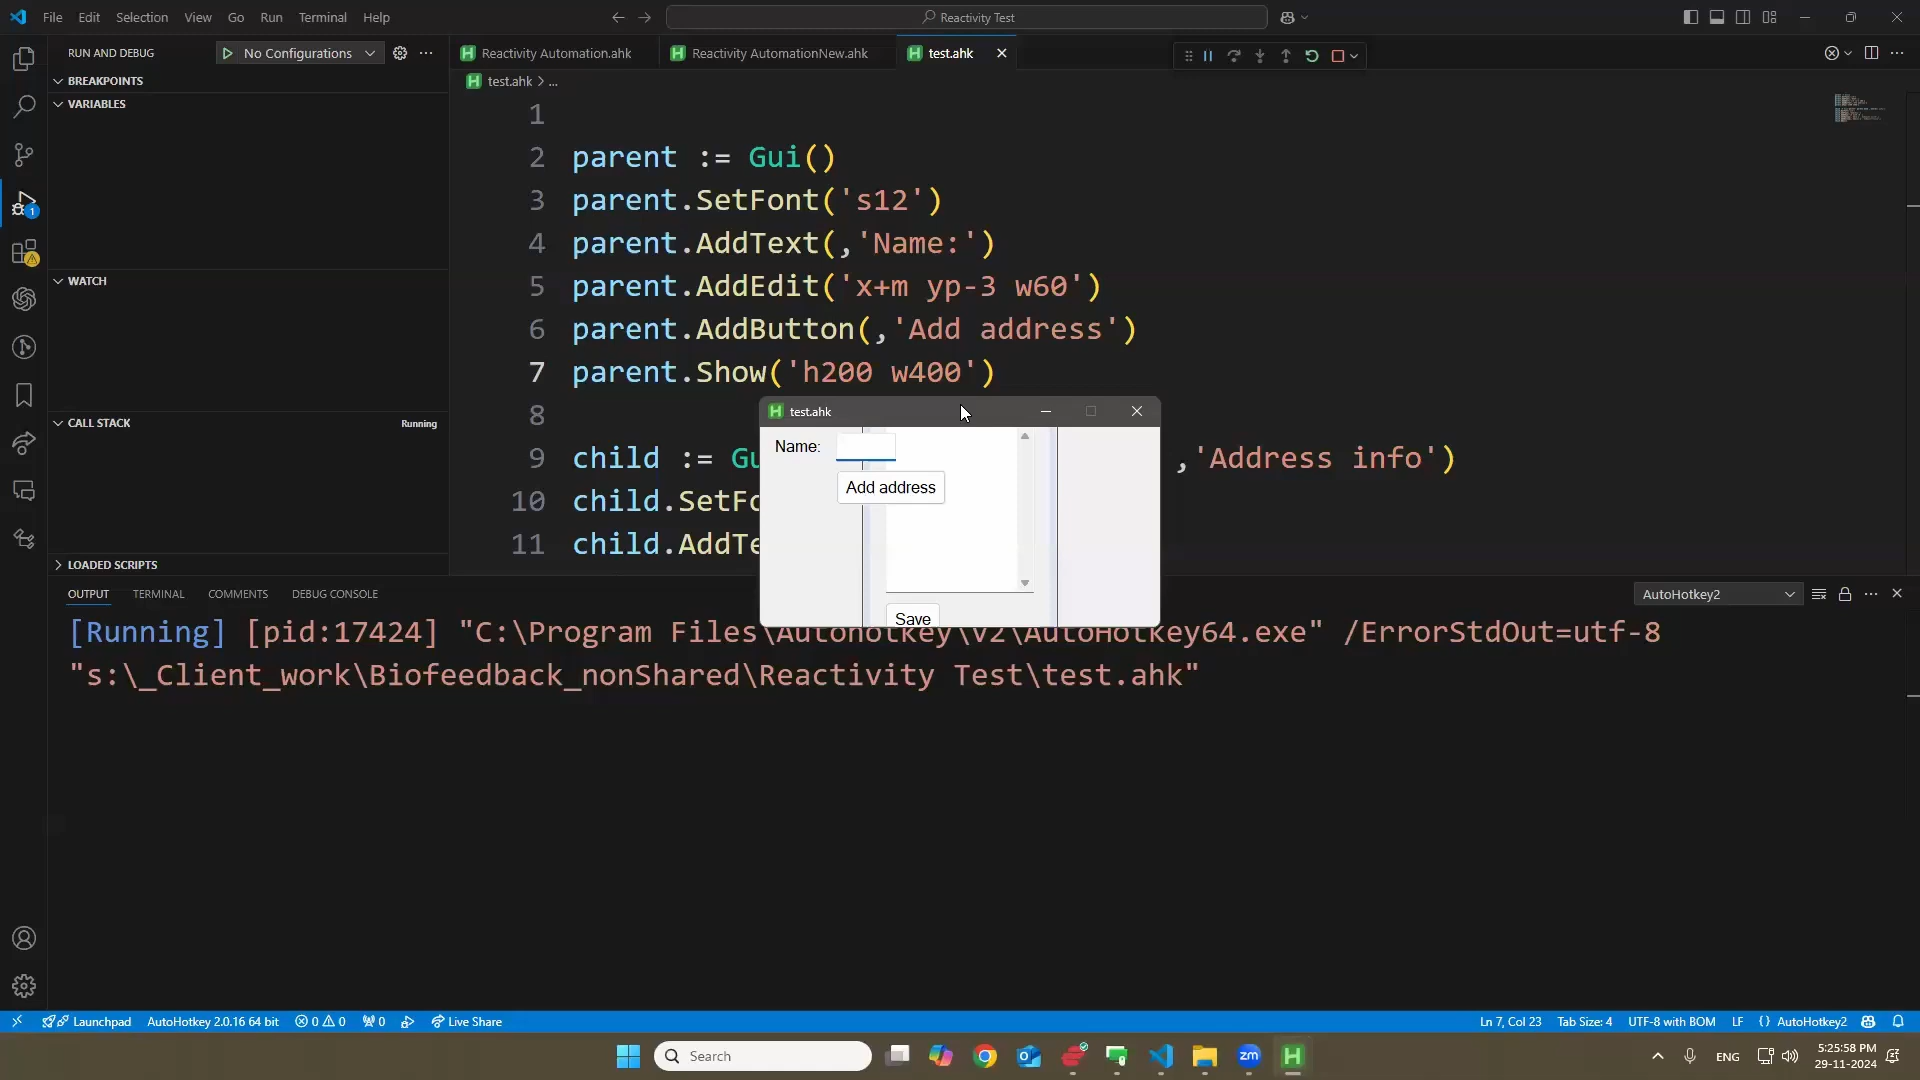 File Edit Selection View Go Run Terminal Help
Reactivity Test
RUN AND DEBUG
No Configurations
Reactivity Automation.ahk
Reactivity AutomationNew.ahk
test.ahk
BREAKPOINTS
VARIABLES
WATCH
CALL STACK
Running
LOADED SCRIPTS
1
test.ahk > ...
1
2 parent := Gui()
3 parent.SetFont('s12')
4 parent.AddText(,'Name:')
5 parent.AddEdit('x+m yp-3 w60')
6 parent.AddButton(,'Add address')
7 parent.Show('h200 w400')
8
9 child := Gu ,'Address info')
10 child.SetFo
11 child.AddTe
test.ahk
Name:
Add address
Save
OUTPUT TERMINAL COMMENTS DEBUG CONSOLE
AutoHotkey2
[Running] [pid:17424] "C:\Program Files\AutoHotkey\v2\AutoHotkey64.exe" /ErrorStdOut=utf-8
"s:\_Client_work\Biofeedback_nonShared\Reactivity Test\test.ahk"
Launchpad AutoHotkey 2.0.16 64 bit 0 0 0 Live Share
Ln 7, Col 23 Tab Size: 4 UTF-8 with BOM LF {} AutoHotkey2
Search
zm
ENG
5:25:58 PM
29-11-2024